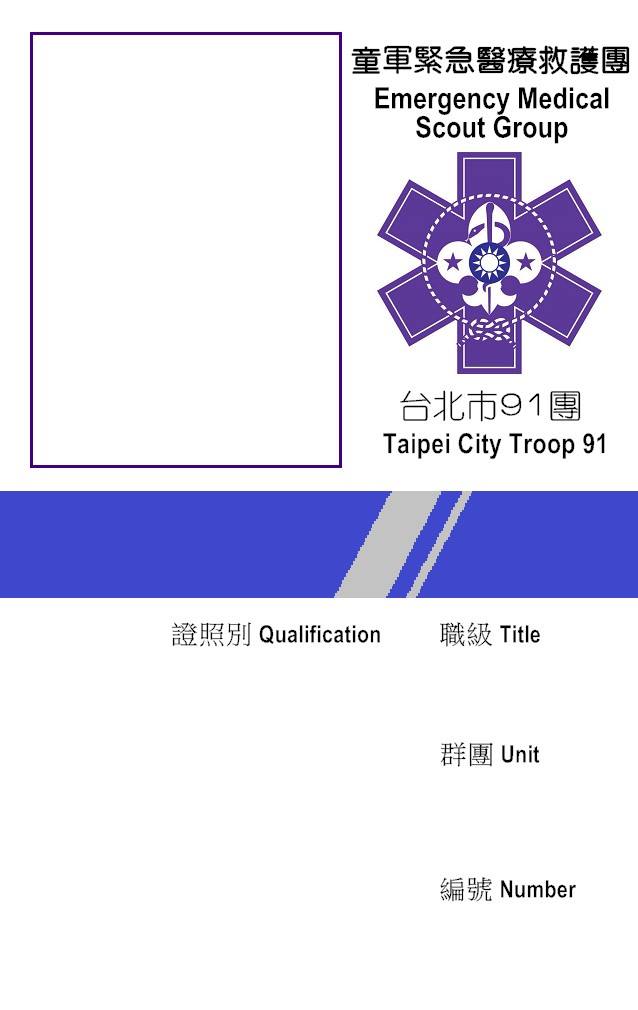 童軍緊急醫療救護團
Emergency Medical
Scout Group
台北市91團
Taipei City Troop 91
證照別 Qualification
職級 Title
群團 Unit
編號 Number